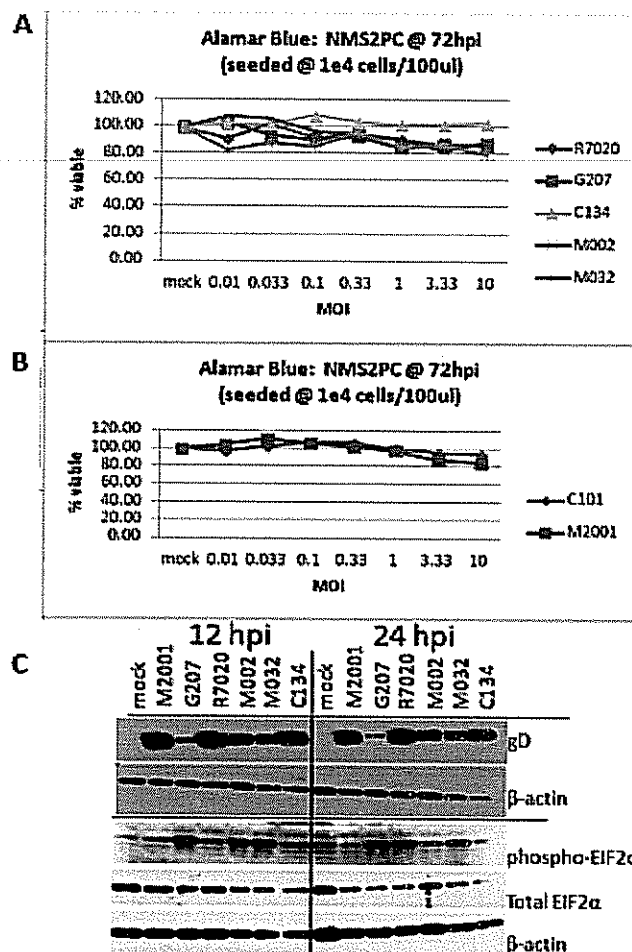 A
Alamar Blue: NMS2PC @ 72hpi
(seeded @ 1e4 cells/100ul)
120.00
100.00
80.00
60.00
40.00
20.00
0.00
% viable
mock 0.01 0.033 0.1 0.33 1 3.33 10
MOI
R7020
G207
C134
M002
M032
B
Alamar Blue: NMS2PC @ 72hpi
(seeded @ 1e4 cells/100ul)
120.00
100.00
80.00
60.00
40.00
20.00
0.00
% viable
mock 0.01 0.033 0.1 0.33 1 3.33 10
MOI
C101
M2001
12 hpi 24 hpi
C
mock M2001 G207 R7020 M002 M032 C134 mock M2001 G207 R7020 M002 M032 C134
gD
β-actin
phospho-EIF2α
Total EIF2α
β-actin